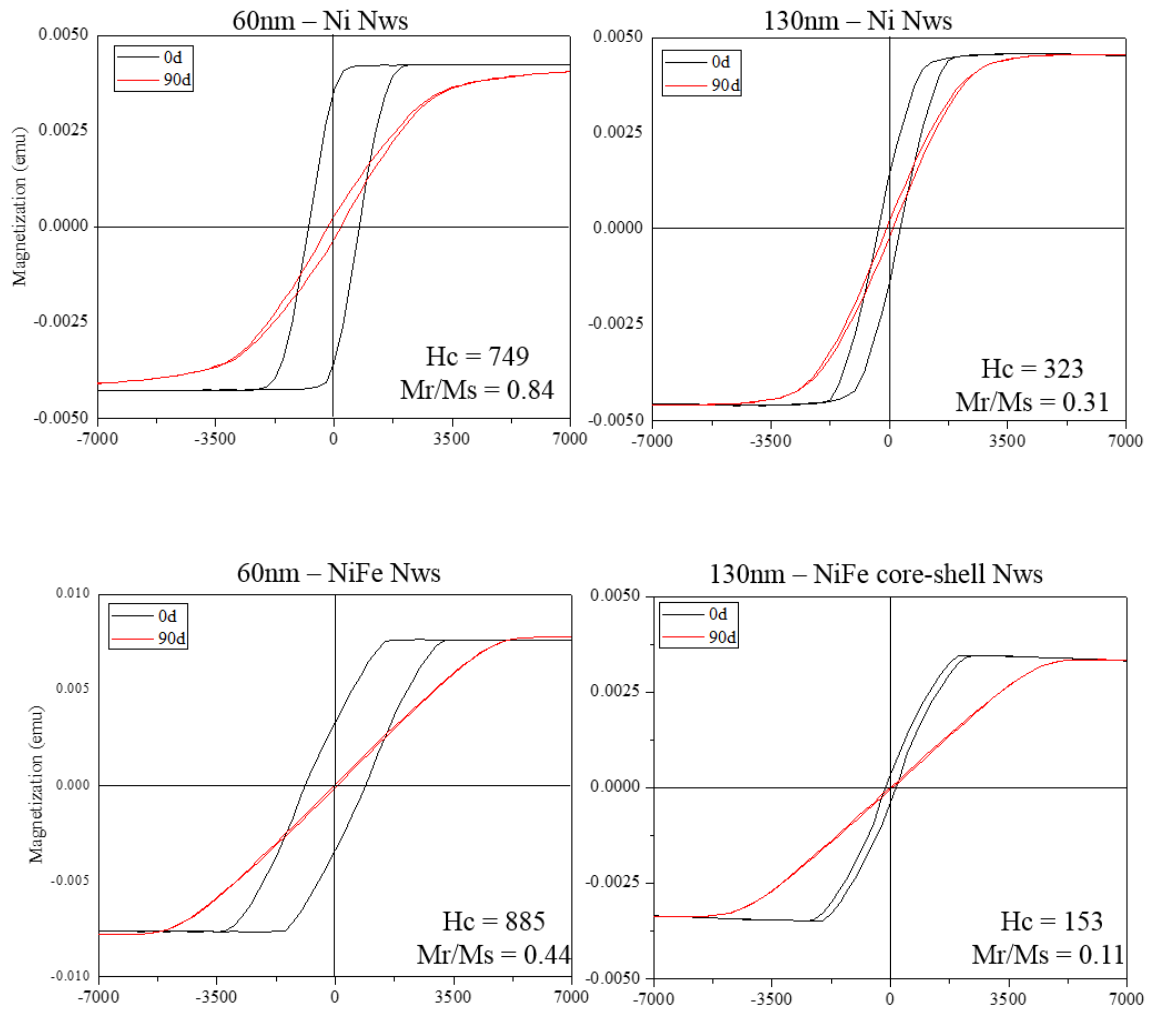 60nm – Ni Nws
0d
90d
Magnetization (emu)
0.0050
0.0025
0.0000
-0.0025
-0.0050
-7000
-3500
0
3500
7000
Hc = 749
Mr/Ms = 0.84
130nm – Ni Nws
0d
90d
0.0050
0.0025
0.0000
-0.0025
-0.0050
-7000
-3500
0
3500
7000
Hc = 323
Mr/Ms = 0.31
60nm – NiFe Nws
0d
90d
Magnetization (emu)
0.010
0.005
0.000
-0.005
-0.010
-7000
-3500
0
3500
7000
Hc = 885
Mr/Ms = 0.44
130nm – NiFe core-shell Nws
0d
90d
0.0050
0.0025
0.0000
-0.0025
-0.0050
-7000
-3500
0
3500
7000
Hc = 153
Mr/Ms = 0.11